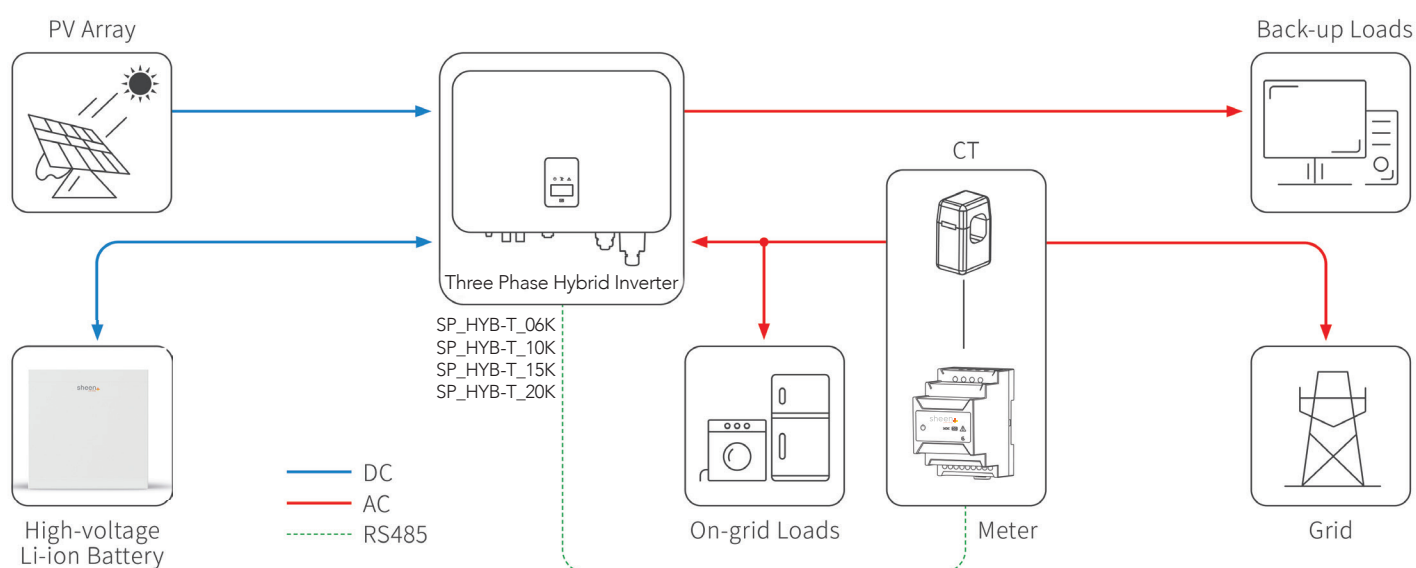 PV Array
Back-up Loads
CT
Three Phase Hybrid Inverter
SP_HYB-T_06K
SP_HYB-T_10K
SP_HYB-T_15K
SP_HYB-T_20K
sheen
sheen
DC
AC
RS485
High-voltage
Li-ion Battery
On-grid Loads
Meter
Grid